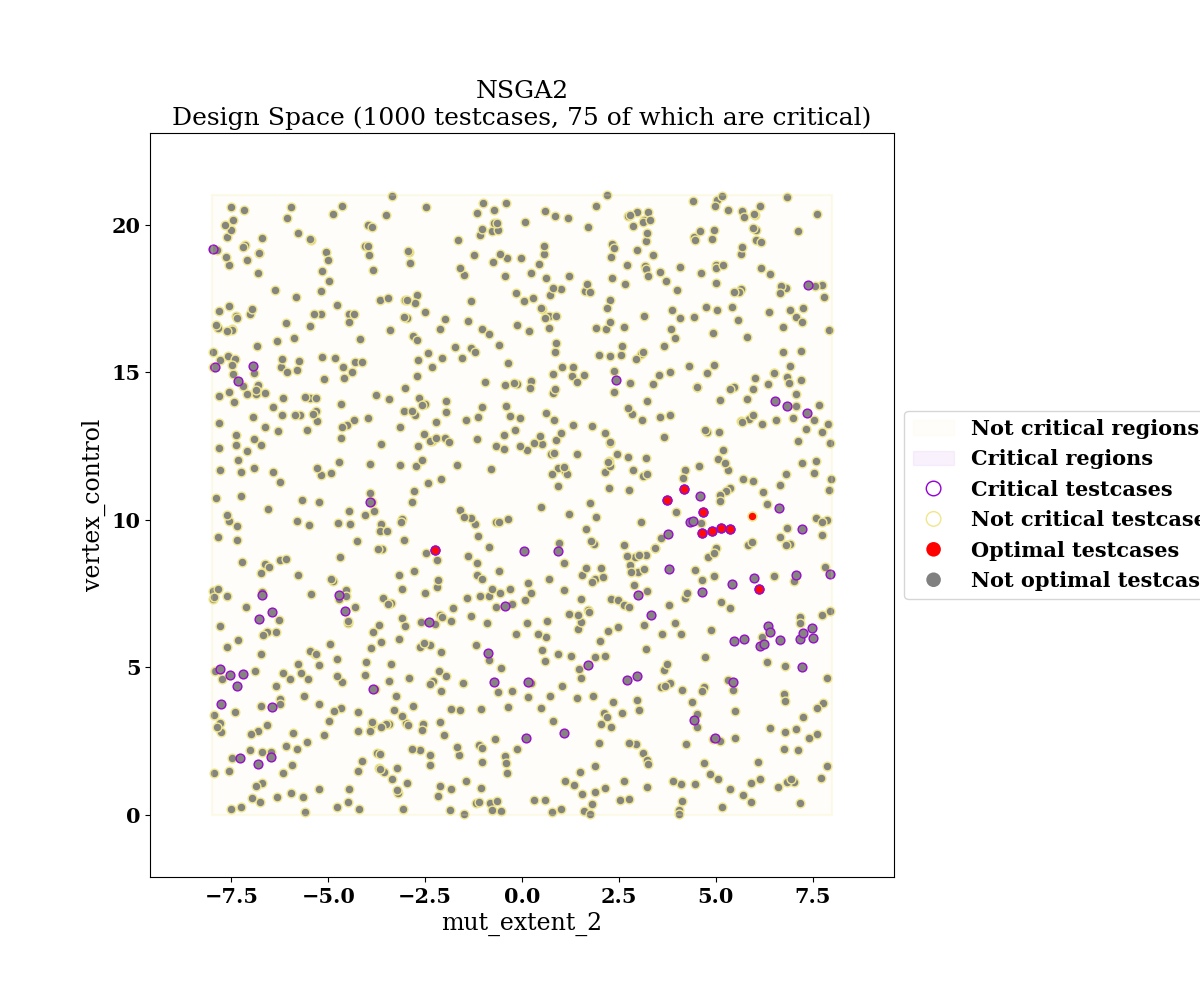 NSGA2
Design Space (1000 testcases, 75 of which are critical)
20
15
10
5
0
vertex_control
−7.5
−5.0
−2.5
0.0
2.5
5.0
7.5
mut_extent_2
Not critical regions
Critical regions
Critical testcases
Not critical testcase
Optimal testcases
Not optimal testcas